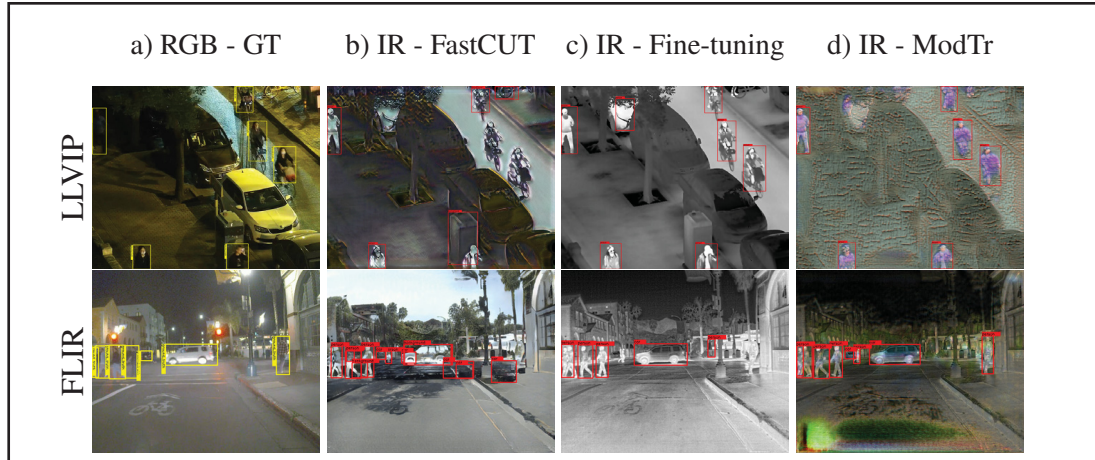 a) RGB - GT
b) IR - FastCUT
c) IR - Fine-tuning
d) IR - ModTr
LLVIP
FLIR